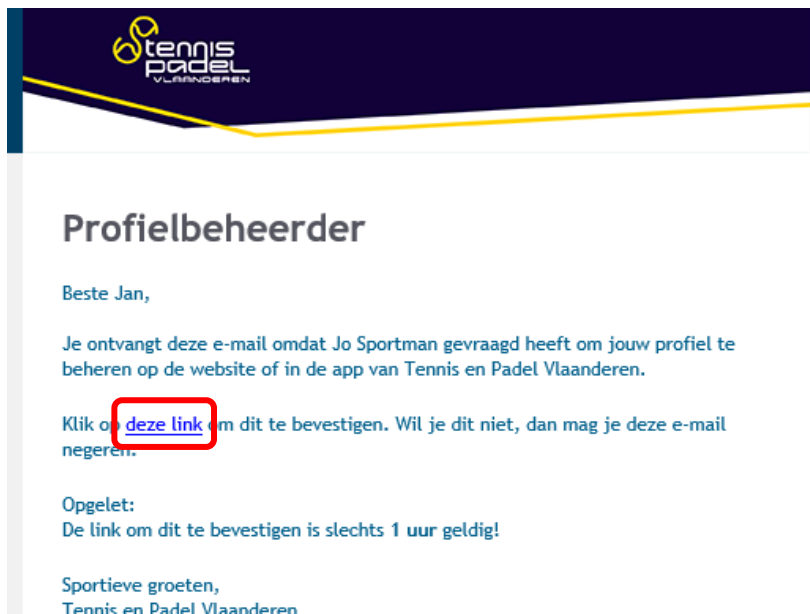 tennis
padel
VLAANDEREN
Profielbeheerder
Beste Jan,
Je ontvangt deze e-mail omdat Jo Sportman gevraagd heeft om jouw profiel te
beheren op de website of in de app van Tennis en Padel Vlaanderen.
Klik op deze link om dit te bevestigen. Wil je dit niet, dan mag je deze e-mail
negeren.
Opgelet:
De link om dit te bevestigen is slechts 1 uur geldig!
Sportieve groeten,
Tennis en Padel Vlaanderen